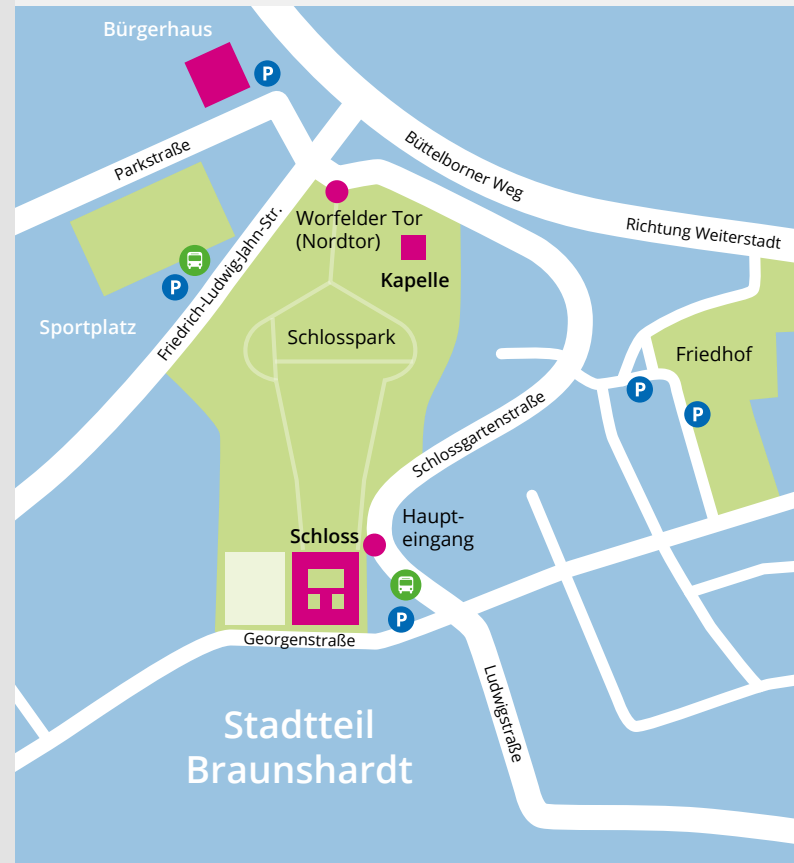 Bürgerhaus
P
Parkstraße
Büttelborner Weg
Richtung Weiterstadt
Worfelder Tor
(Nordtor)
Kapelle
Friedrich-Ludwig-Jahn-Str.
P
Sportplatz
Schlosspark
Friedhof
P
P
Schlossgartenstraße
Haupt-
eingang
Schloss
P
Georgenstraße
Ludwigstraße
Stadtteil
Braunshardt